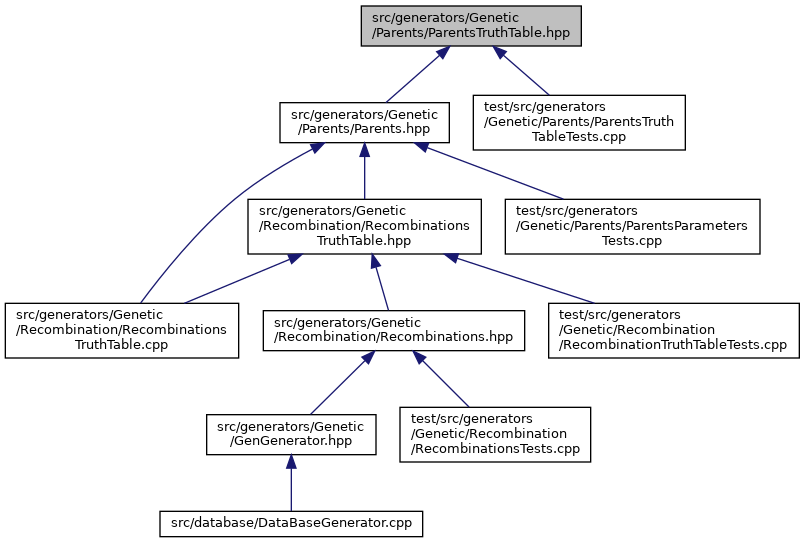 src/generators/Genetic
/Parents/ParentsTruthTable.hpp
src/generators/Genetic
/Parents/Parents.hpp
test/src/generators
/Genetic/Parents/ParentsTruth
TableTests.cpp
src/generators/Genetic
/Recombination/Recombinations
TruthTable.hpp
test/src/generators
/Genetic/Parents/ParentsParameters
Tests.cpp
src/generators/Genetic
/Recombination/Recombinations
TruthTable.cpp
src/generators/Genetic
/Recombination/Recombinations.hpp
test/src/generators
/Genetic/Recombination
/RecombinationTruthTableTests.cpp
src/generators/Genetic
/GenGenerator.hpp
test/src/generators
/Genetic/Recombination
/RecombinationsTests.cpp
src/database/DataBaseGenerator.cpp